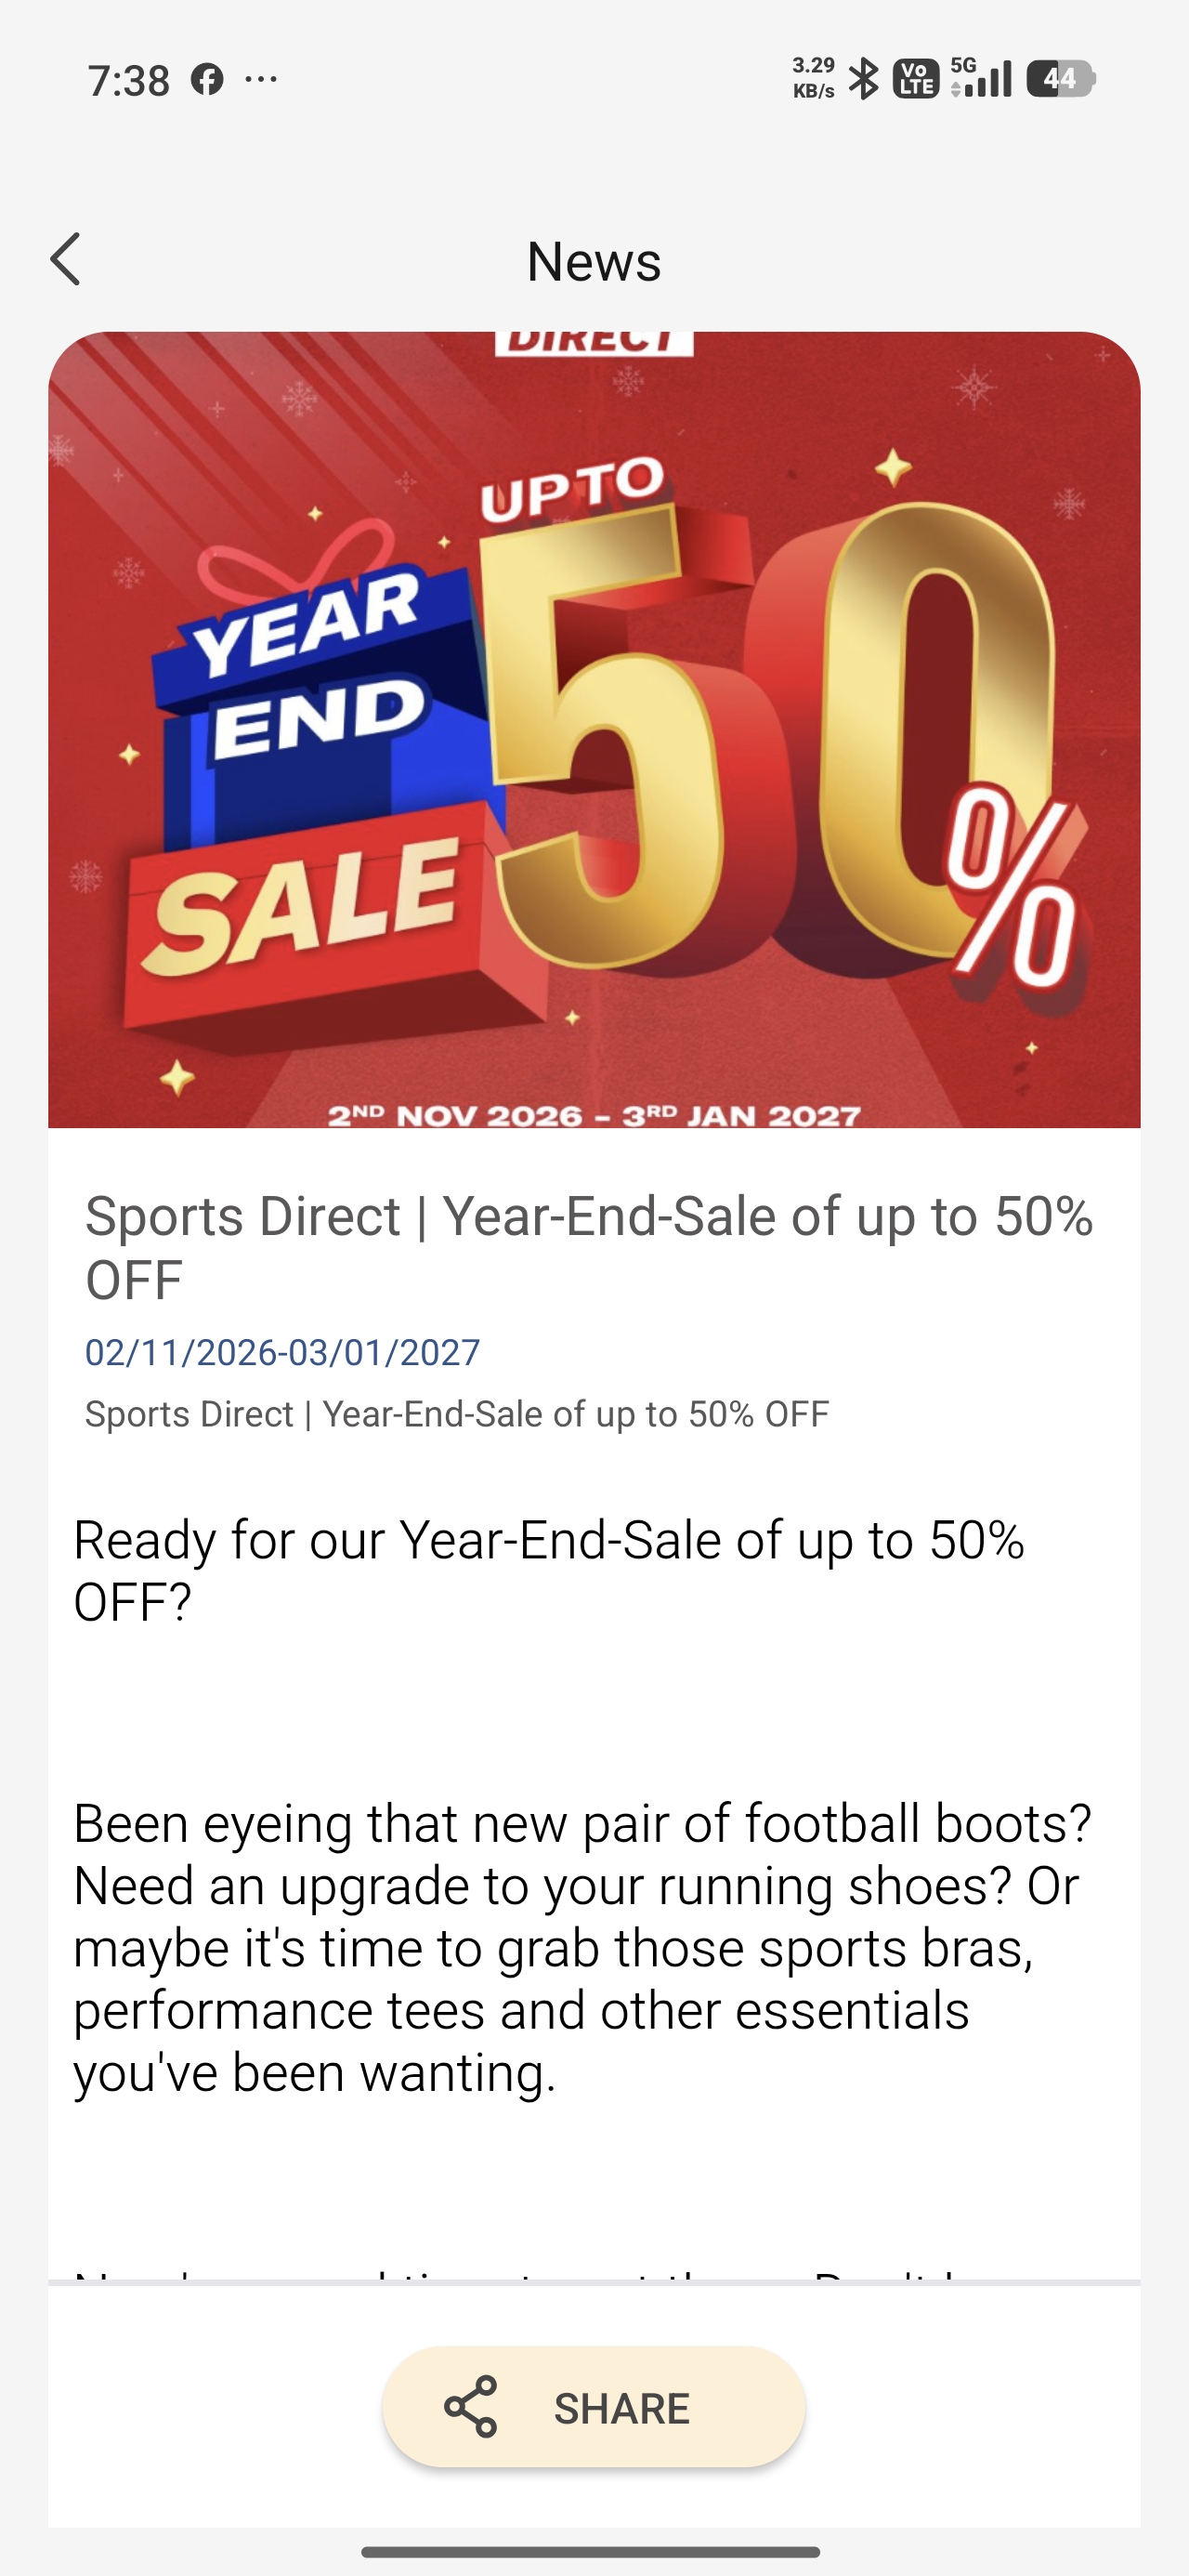 7:38
3.29
KB/s
Vo
LTE
5G
44
News
DIRECT
UP TO
50%
YEAR
END
SALE
2ND NOV 2026 - 3RD JAN 2027
Sports Direct | Year-End-Sale of up to 50%
OFF
02/11/2026-03/01/2027
Sports Direct | Year-End-Sale of up to 50% OFF
Ready for our Year-End-Sale of up to 50%
OFF?
Been eyeing that new pair of football boots?
Need an upgrade to your running shoes? Or
maybe it's time to grab those sports bras,
performance tees and other essentials
you've been wanting.
SHARE